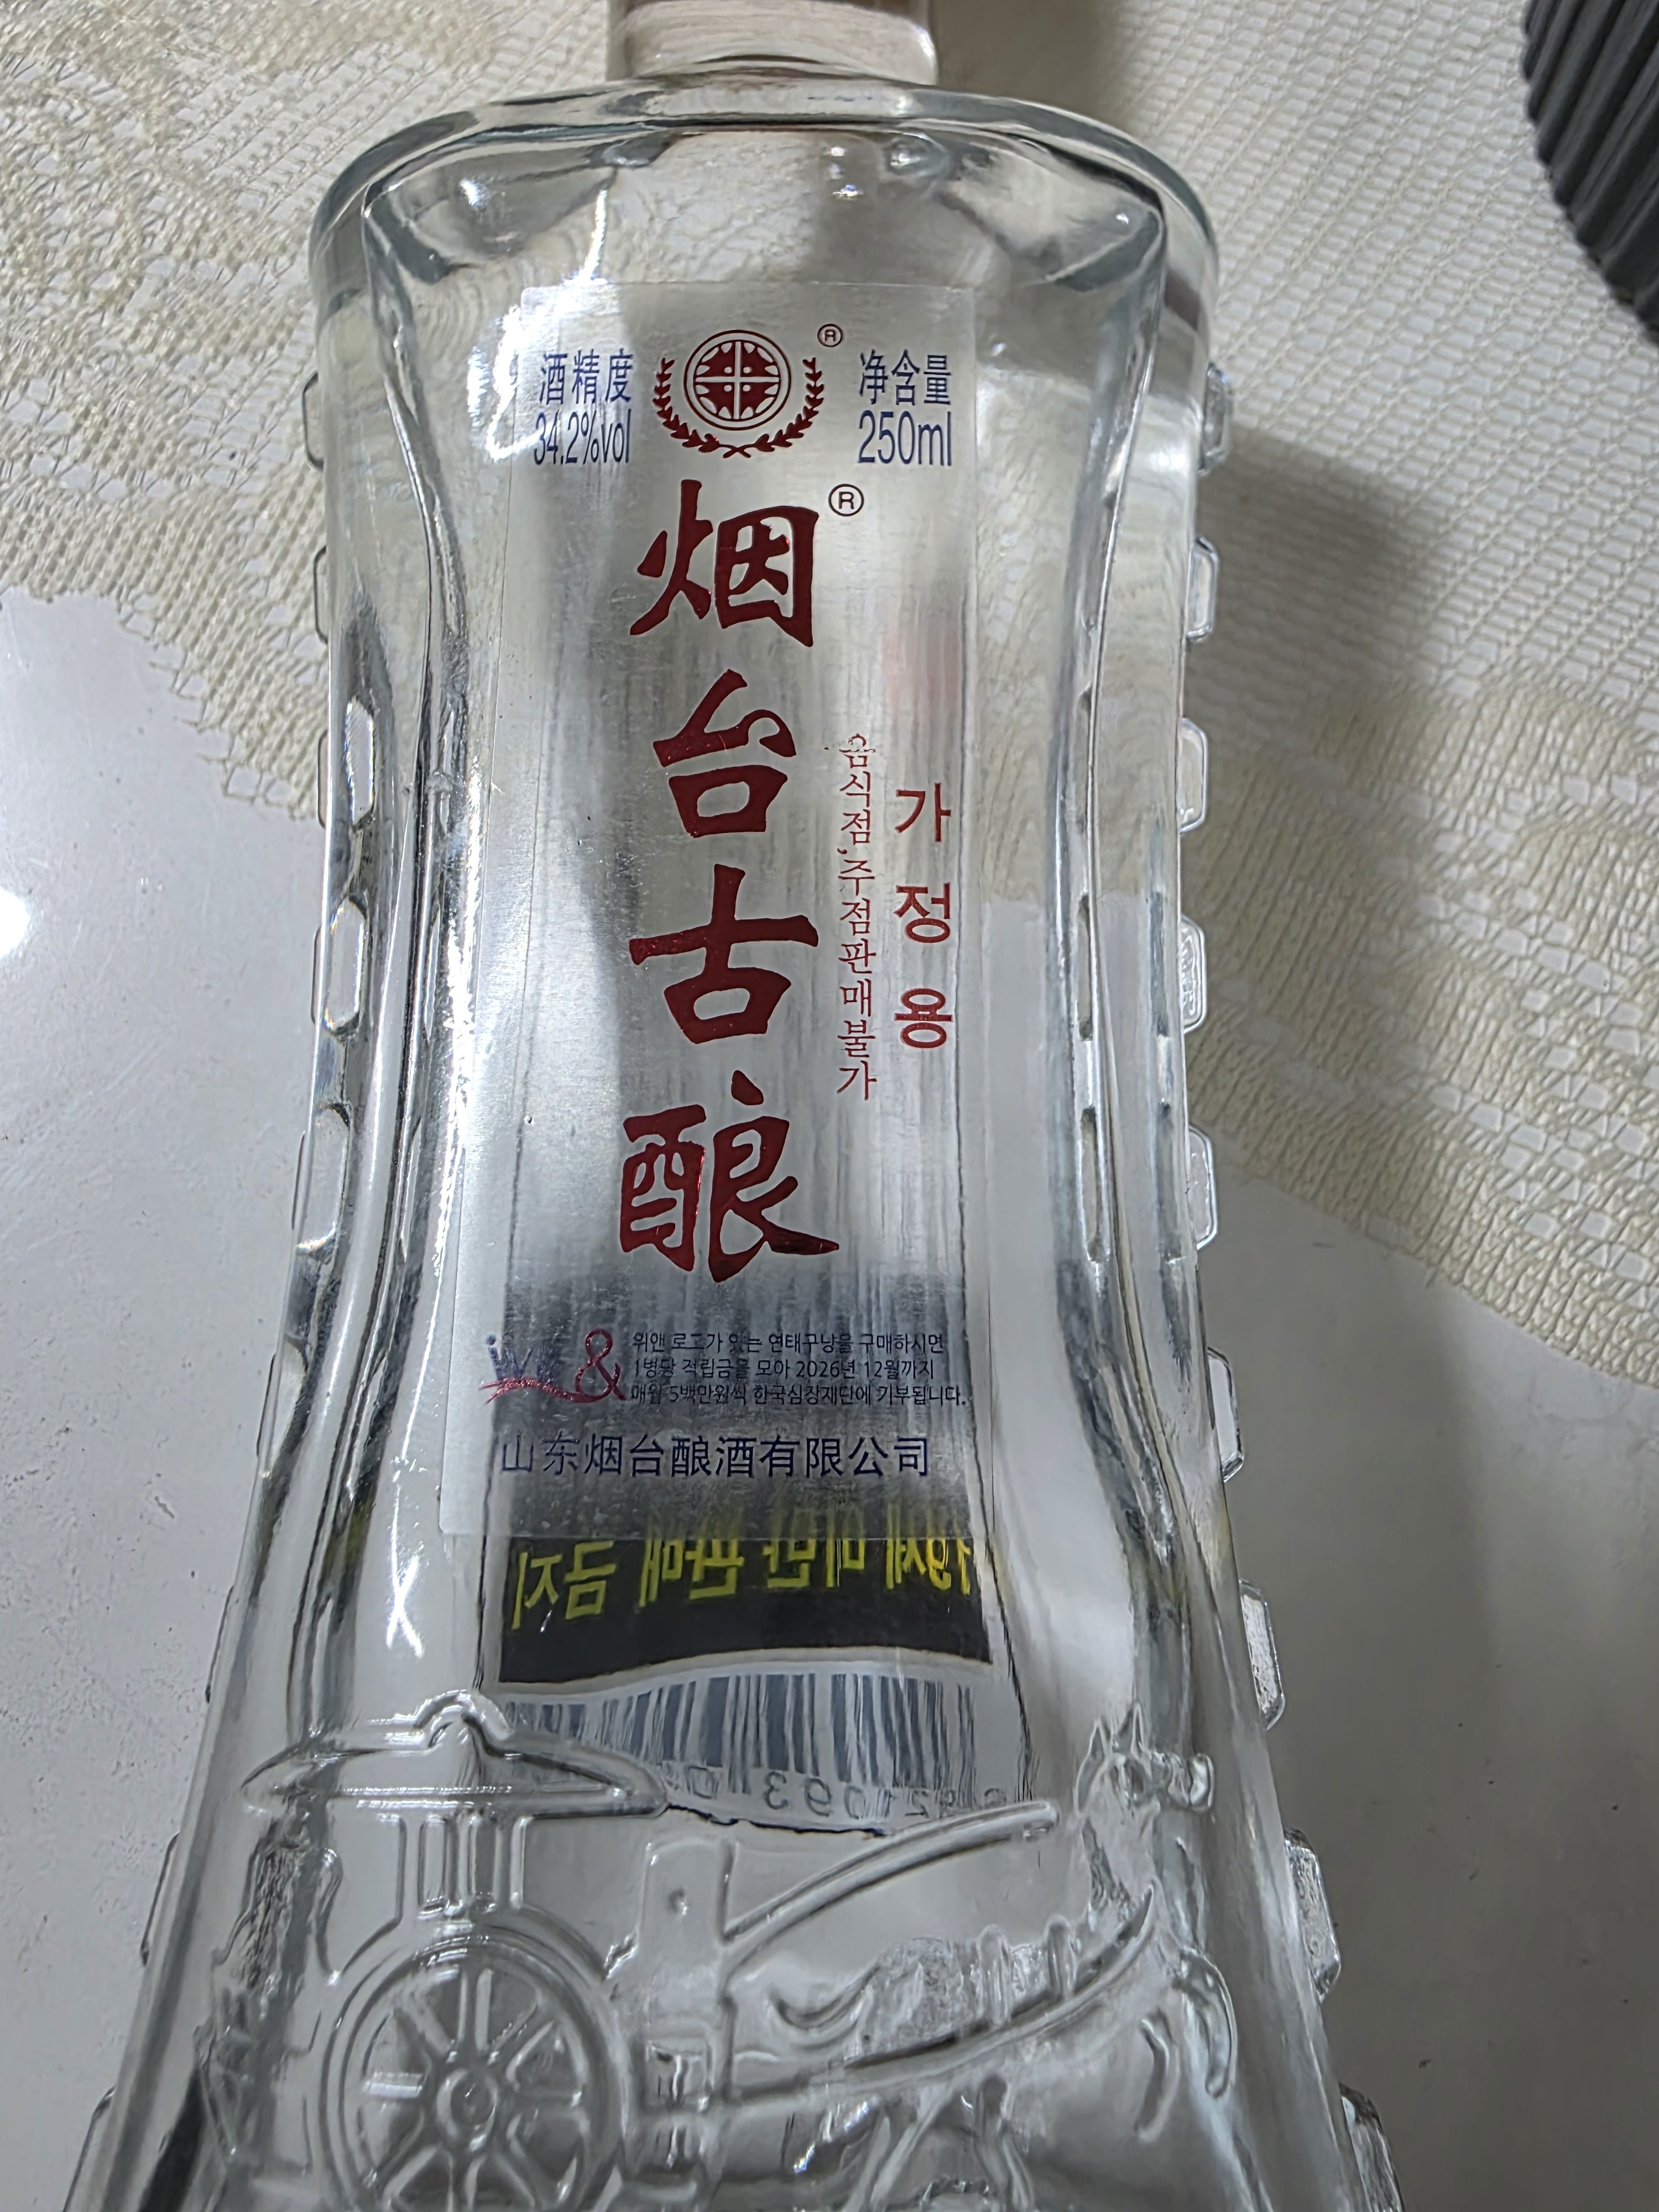 酒精度
34.2%vol
®
净含量
250ml
烟台古酿
®
가정용
음식점,주점판매불가
&
위앤 로고가 있는 연태구냥을 구매하시면
1병당 적립금을 모아 2026년 12월까지
매월 5백만원씩 한국심장재단에 기부됩니다.
山东烟台酿酒有限公司
19세 미만 판매 금지